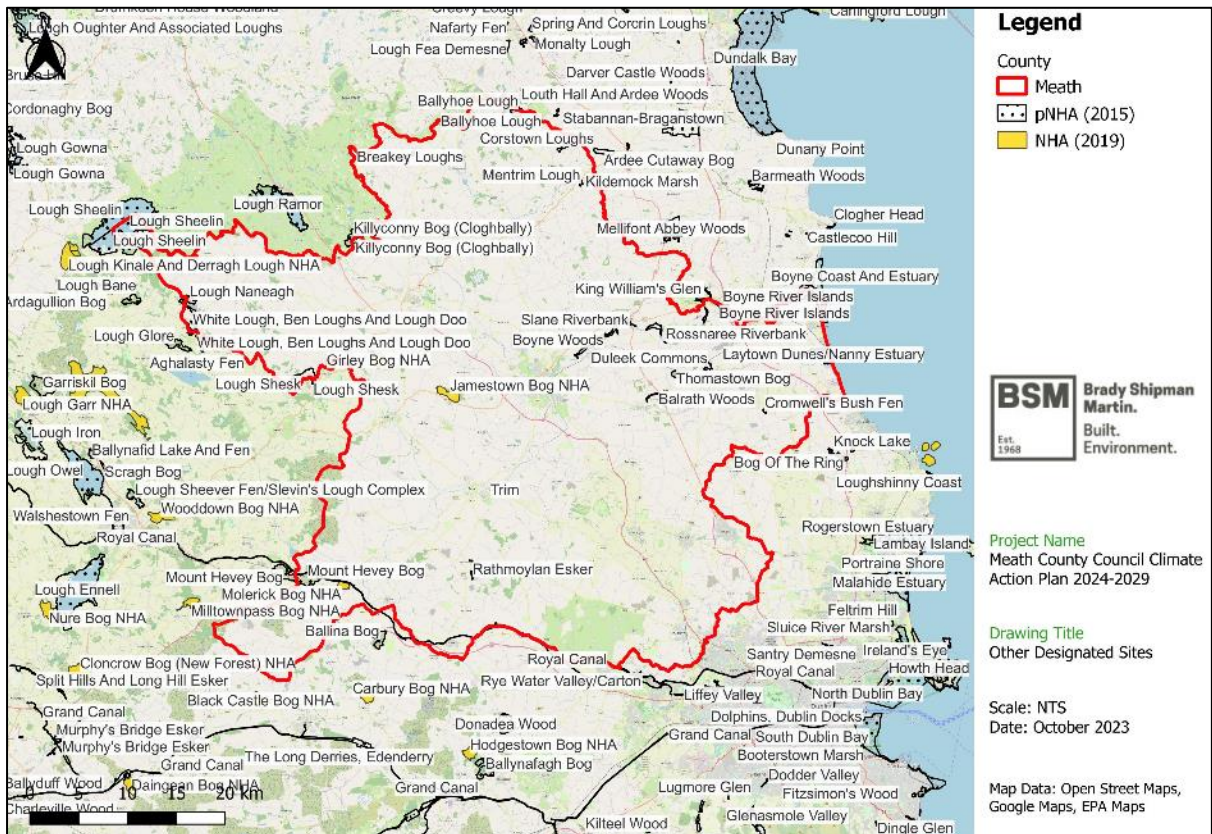 Drumkeen House Woodland
Creevy Lough
Carlingford Lough
Lough Oughter And Associated Loughs
Nafarty Fen
Spring And Corcrin Loughs
Lough Fea Demesne
Monalty Lough
Dundalk Bay
Bruse Hill
Darver Castle Woods
Cordonaghy Bog
Ballyhoe Lough
Louth Hall And Ardee Woods
Ballyhoe Lough
Stabannan-Braganstown
Corstown Loughs
Lough Gowna
Breakey Loughs
Ardee Cutaway Bog
Dunany Point
Lough Gowna
Mentrim Lough
Kildemock Marsh
Barmeath Woods
Lough Sheelin
Lough Ramor
Lough Sheelin
Clogher Head
Lough Sheelin
Killyconny Bog (Cloghbally)
Mellifont Abbey Woods
Castlecoo Hill
Killyconny Bog (Cloghbally)
Lough Kinale And Derragh Lough NHA
Boyne Coast And Estuary
Lough Bane
Lough Naneagh
King William's Glen
Boyne River Islands
Ardagullion Bog
White Lough, Ben Loughs And Lough Doo
Slane Riverbank
Boyne River Islands
Lough Glore
White Lough, Ben Loughs And Lough Doo
Boyne Woods
Rossnaree Riverbank
Aghalasty Fen
Girley Bog NHA
Duleek Commons
Laytown Dunes/Nanny Estuary
Garriskil Bog
Lough Shesk
Lough Shesk
Jamestown Bog NHA
Thomastown Bog
Lough Garr NHA
Balrath Woods
Cromwell's Bush Fen
Lough Iron
Ballynafid Lake And Fen
Knock Lake
Lough Owel
Scragh Bog
Bog Of The Ring
Loughshinny Coast
Lough Sheever Fen/Slevin's Lough Complex
Trim
Walshestown Fen
Wooddown Bog NHA
Rogerstown Estuary
Royal Canal
Lambay Island
Mount Hevey Bog
Mount Hevey Bog
Rathmoylan Esker
Portraine Shore
Lough Ennell
Molerick Bog NHA
Malahide Estuary
Nure Bog NHA
Milltownpass Bog NHA
Feltrim Hill
Ballina Bog
Sluice River Marsh
Cloncrow Bog (New Forest) NHA
Royal Canal
Santry Demesne
Ireland's Eye
Split Hills And Long Hill Esker
Rye Water Valley/Carton
Royal Canal
Howth Head
Black Castle Bog NHA
Carbury Bog NHA
Liffey Valley
North Dublin Bay
Grand Canal
Donadea Wood
Dolphins, Dublin Docks
Murphy's Bridge Esker
Hodgestown Bog NHA
Grand Canal
South Dublin Bay
Murphy's Bridge Esker
The Long Derries, Edenderry
Ballynafagh Bog
Booterstown Marsh
Grand Canal
Dodder Valley
Ballyduff Wood
Daingean Bog NHA
Grand Canal
Lugmore Glen
Fitzsimon's Wood
0 5 10 15 20 km
Charleville Wood
Kilteel Wood
Glenasmole Valley
Dingle Glen
Legend
County
Meath
pNHA (2015)
NHA (2019)
BSM
Est.
1968
Brady Shipman
Martin.
Built.
Environment.
Project Name
Meath County Council Climate
Action Plan 2024-2029
Drawing Title
Other Designated Sites
Scale: NTS
Date: October 2023
Map Data: Open Street Maps,
Google Maps, EPA Maps